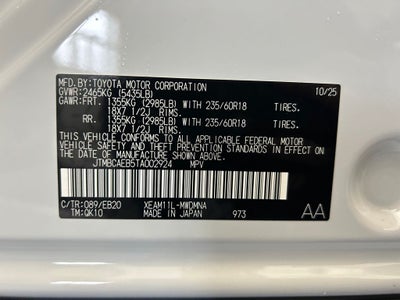 MFD.BY:TOYOTA MOTOR CORPORATION 10/25
GVWR:2465KG (5435LB)
GAWR:FRT. 1355KG (2985LB) WITH 235/60R18 TIRES.
18X7 1/2J RIMS.
RR. 1355KG (2985LB) WITH 235/60R18 TIRES.
18X7 1/2J RIMS.
THIS VEHICLE CONFORMS TO ALL APPLICABLE FEDERAL MOTOR
VEHICLE SAFETY, BUMPER, AND THEFT PREVENTION STANDARDS IN
EFFECT ON THE DATE OF MANUFACTURE SHOWN ABOVE.
JTMBCAEB5TA002924 MPV
C/TR:089/EB20 XEAM11L-MWDMNA
TM:QK10 MADE IN JAPAN 973 AA